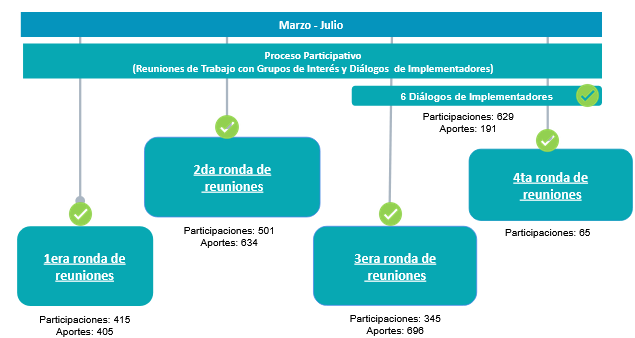 Marzo - Julio
Proceso Participativo
(Reuniones de Trabajo con Grupos de Interés y Diálogos de Implementadores)
6 Diálogos de Implementadores
Participaciones: 629
Aportes: 191
2da ronda de
reuniones
Participaciones: 501
Aportes: 634
4ta ronda de
reuniones
Participaciones: 65
1era ronda de
reuniones
Participaciones: 415
Aportes: 405
3era ronda de
reuniones
Participaciones: 345
Aportes: 696